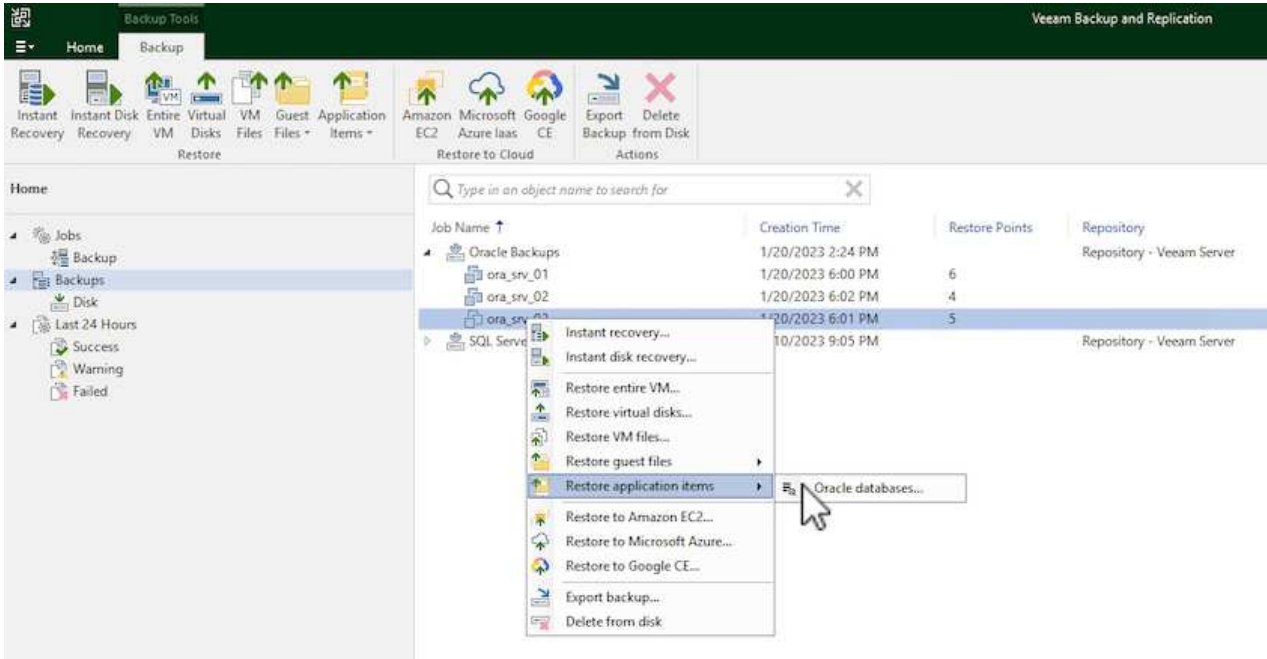 Backup Tools
Veeam Backup and Replication
Home Backup
Instant Recovery
Instant Disk Recovery
Entire VM
Virtual Disks
VM Files
Guest Files
Application Items
Restore
Amazon EC2
Microsoft Azure Iaas
Google CE
Restore to Cloud
Export Backup
Delete from Disk
Actions
Home
Type in an object name to search for
Jobs
Backup
Backups
Disk
Last 24 Hours
Success
Warning
Failed
Job Name Creation Time Restore Points Repository
Oracle Backups 1/20/2023 2:24 PM Repository - Veeam Server
ora_srv_01 1/20/2023 6:00 PM 6
ora_srv_02 1/20/2023 6:02 PM 4
1/20/2023 6:01 PM 5
SQL Serve 10/2023 9:05 PM Repository - Veeam Server
Instant recovery...
Instant disk recovery...
Restore entire VM...
Restore virtual disks...
Restore VM files...
Restore guest files
Restore application items
Oracle databases...
Restore to Amazon EC2...
Restore to Microsoft Azure...
Restore to Google CE...
Export backup...
Delete from disk